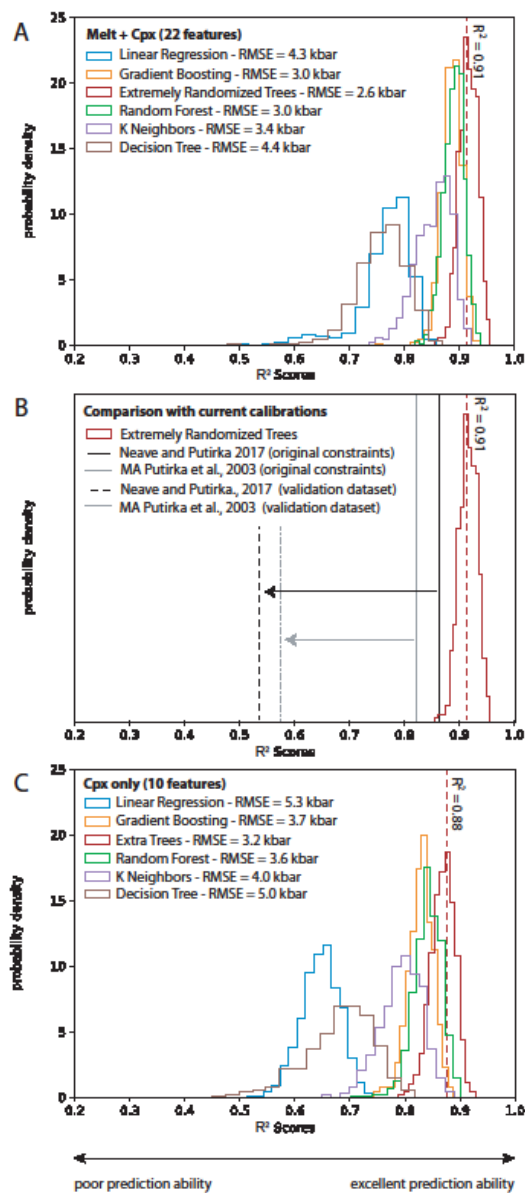 A
Melt + Cpx (22 features)
Linear Regression - RMSE = 4.3 kbar
Gradient Boosting - RMSE = 3.0 kbar
Extremely Randomized Trees - RMSE = 2.6 kbar
Random Forest - RMSE = 3.0 kbar
K Neighbors - RMSE = 3.4 kbar
Decision Tree - RMSE = 4.4 kbar
R² = 0.91
probability density
25
20
15
10
5
0
0.2 0.3 0.4 0.5 0.6 0.7 0.8 0.9 1.0
R² Scores
B
Comparison with current calibrations
Extremely Randomized Trees
Neave and Putirka 2017 (original constraints)
MA Putirka et al., 2003 (original constraints)
Neave and Putirka., 2017 (validation dataset)
MA Putirka et al., 2003 (validation dataset)
R² = 0.91
probability density
0.2 0.3 0.4 0.5 0.6 0.7 0.8 0.9 1.0
R² Scores
C
Cpx only (10 features)
Linear Regression - RMSE = 5.3 kbar
Gradient Boosting - RMSE = 3.7 kbar
Extra Trees - RMSE = 3.2 kbar
Random Forest - RMSE = 3.6 kbar
K Neighbors - RMSE = 4.0 kbar
Decision Tree - RMSE = 5.0 kbar
R² = 0.88
probability density
25
20
15
10
5
0
0.2 0.3 0.4 0.5 0.6 0.7 0.8 0.9 1.0
R² Scores
poor prediction ability
excellent prediction ability